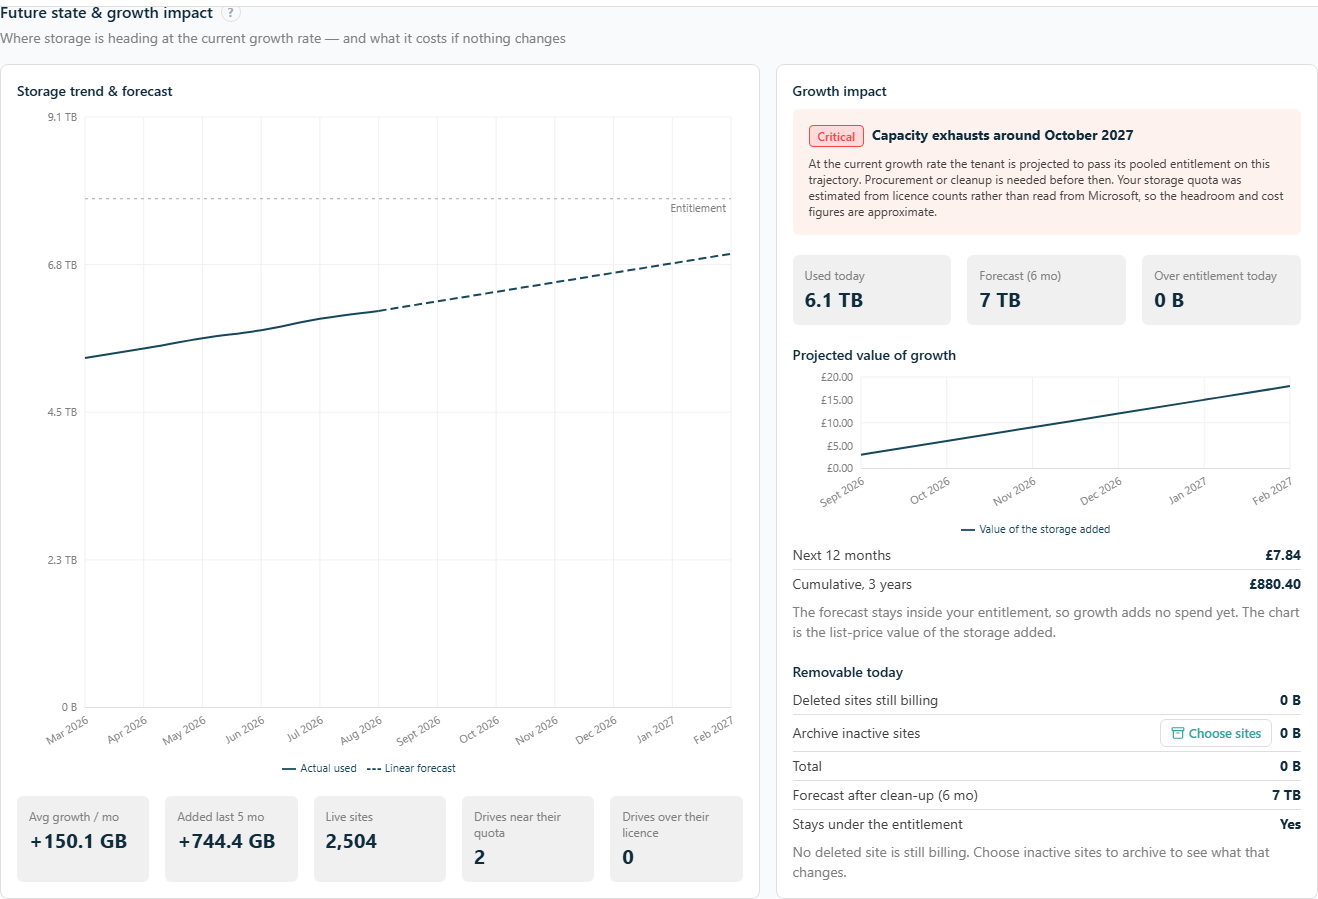 Future state & growth impact ?
Where storage is heading at the current growth rate — and what it costs if nothing changes
Storage trend & forecast
9.1 TB
Entitlement
6.8 TB
4.5 TB
2.3 TB
0 B
Mar 2026
Apr 2026
May 2026
Jun 2026
Jul 2026
Aug 2026
Sept 2026
Oct 2026
Nov 2026
Dec 2026
Jan 2027
Feb 2027
Actual used
Linear forecast
Avg growth / mo
+150.1 GB
Added last 5 mo
+744.4 GB
Live sites
2,504
Drives near their
quota
2
Drives over their
licence
0
Growth impact
Critical Capacity exhausts around October 2027
At the current growth rate the tenant is projected to pass its pooled entitlement on this
trajectory. Procurement or cleanup is needed before then. Your storage quota was
estimated from licence counts rather than read from Microsoft, so the headroom and cost
figures are approximate.
Used today
6.1 TB
Forecast (6 mo)
7 TB
Over entitlement today
0 B
Projected value of growth
£20.00
£15.00
£10.00
£5.00
£0.00
Sept 2026
Oct 2026
Nov 2026
Dec 2026
Jan 2027
Feb 2027
Value of the storage added
Next 12 months £7.84
Cumulative, 3 years £880.40
The forecast stays inside your entitlement, so growth adds no spend yet. The chart
is the list-price value of the storage added.
Removable today
Deleted sites still billing 0 B
Archive inactive sites Choose sites 0 B
Total 0 B
Forecast after clean-up (6 mo) 7 TB
Stays under the entitlement Yes
No deleted site is still billing. Choose inactive sites to archive to see what that
changes.